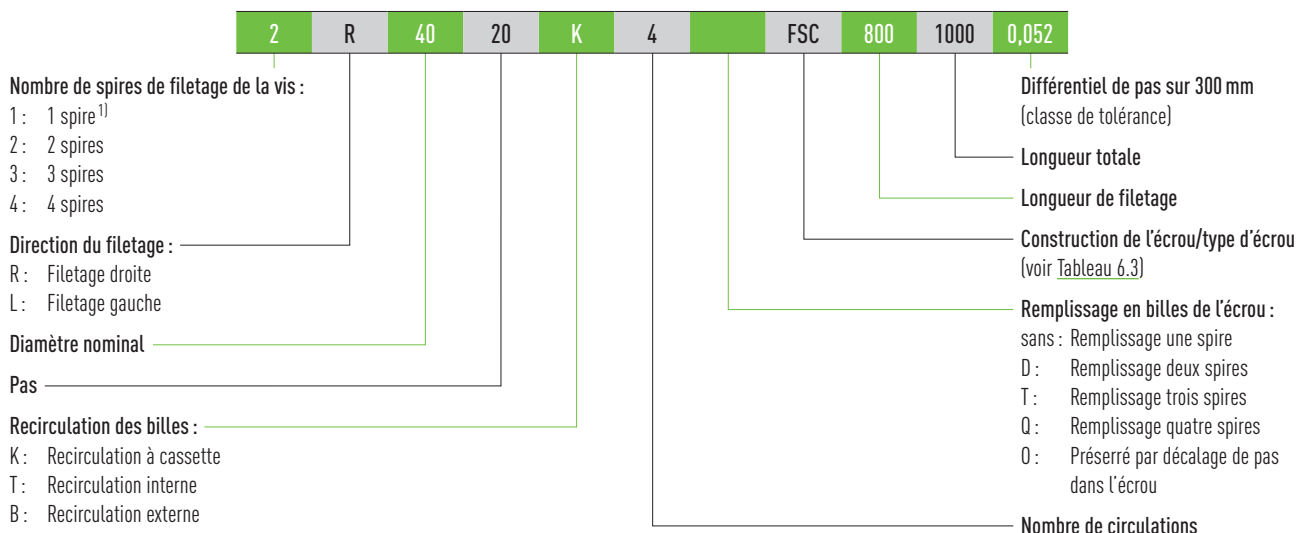 2 R 40 20 K 4 FSC 800 1000 0,052
Nombre de spires de filetage de la vis :
1 : 1 spire 1)
2 : 2 spires
3 : 3 spires
4 : 4 spires
Direction du filetage :
R : Filetage droite
L : Filetage gauche
Diamètre nominal
Pas
Recirculation des billes :
K : Recirculation à cassette
T : Recirculation interne
B : Recirculation externe
Différentiel de pas sur 300 mm
(classe de tolérance)
Longueur totale
Longueur de filetage
Construction de l'écrou/type d'écrou
(voir Tableau 6.3)
Remplissage en billes de l'écrou :
sans : Remplissage une spire
D : Remplissage deux spires
T : Remplissage trois spires
Q : Remplissage quatre spires
O : Préserré par décalage de pas
dans l'écrou
Nombre de circulations